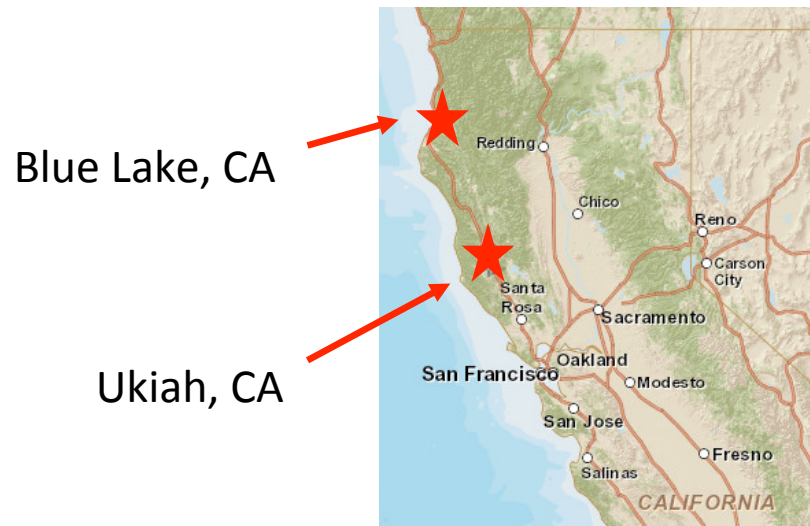 Blue Lake, CA
Ukiah, CA
Redding
Chico
Reno
Carson
City
Santa
Rosa
Sacramento
Oakland
San Francisco
Modesto
San Jose
Fresno
Salinas
CALIFORNIA